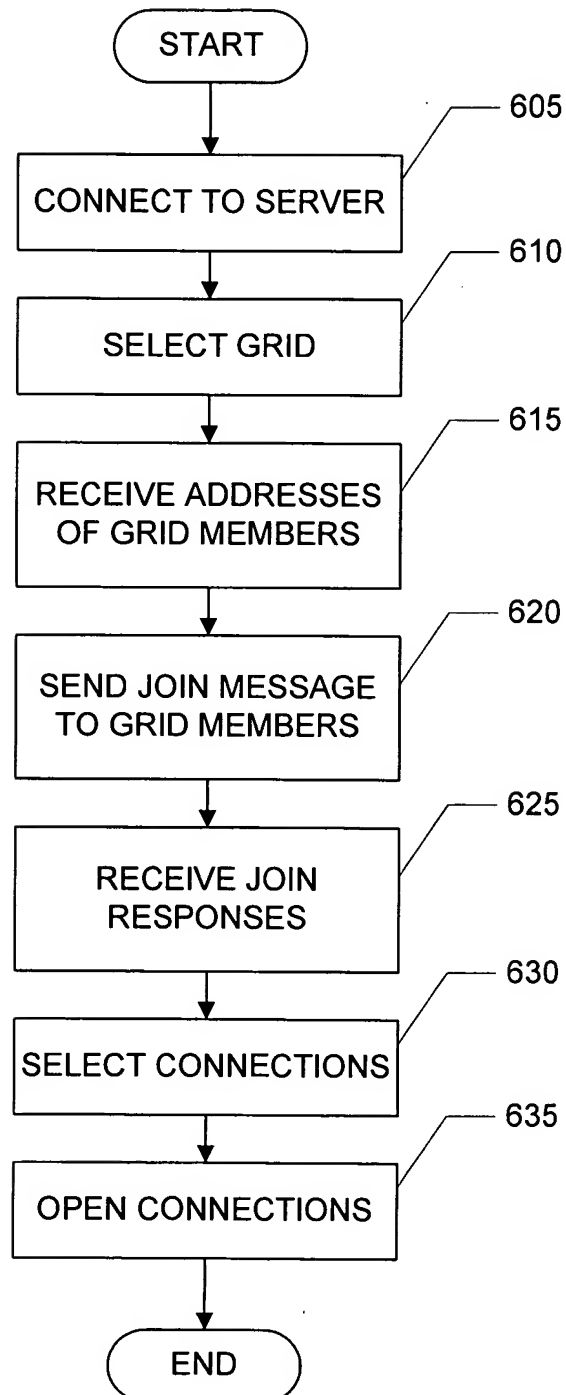 START
605
CONNECT TO SERVER
610
SELECT GRID
615
RECEIVE ADDRESSES
OF GRID MEMBERS
620
SEND JOIN MESSAGE
TO GRID MEMBERS
625
RECEIVE JOIN
RESPONSES
630
SELECT CONNECTIONS
635
OPEN CONNECTIONS
END